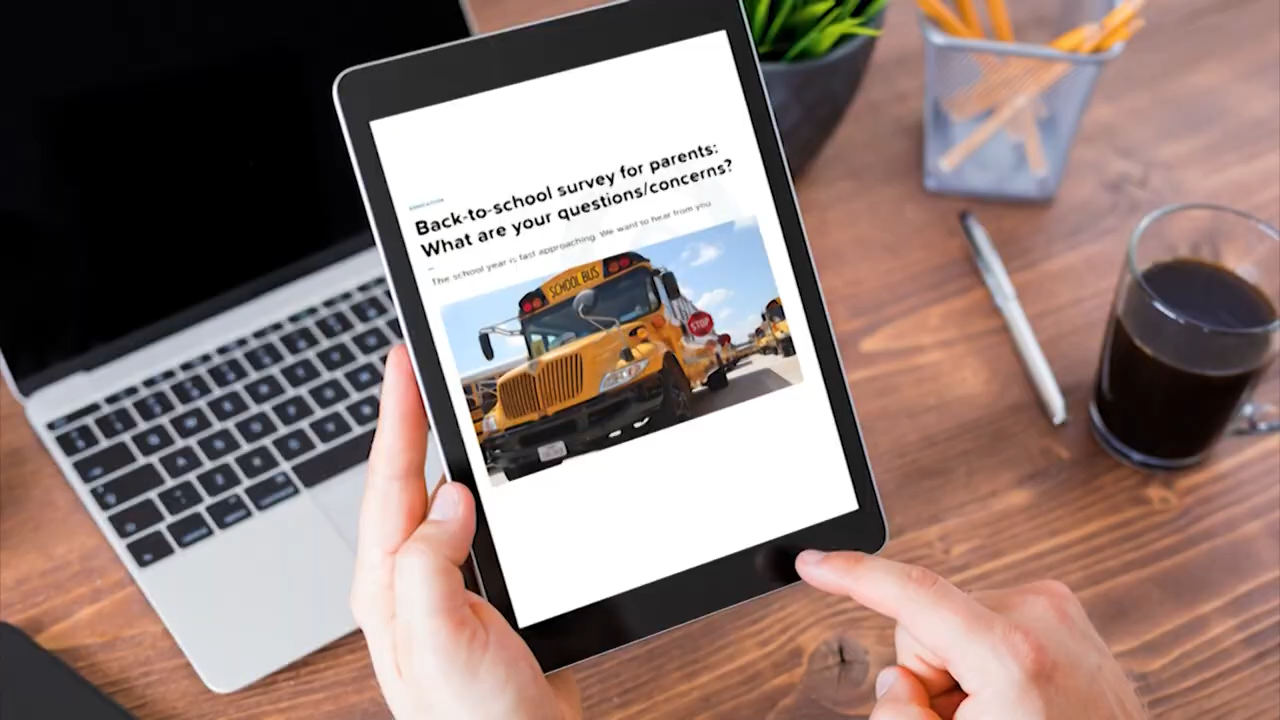 EDUCATION
Back-to-school survey for parents:
What are your questions/concerns?
The school year is fast approaching. We want to hear from you
SCHOOL BUS
STOP